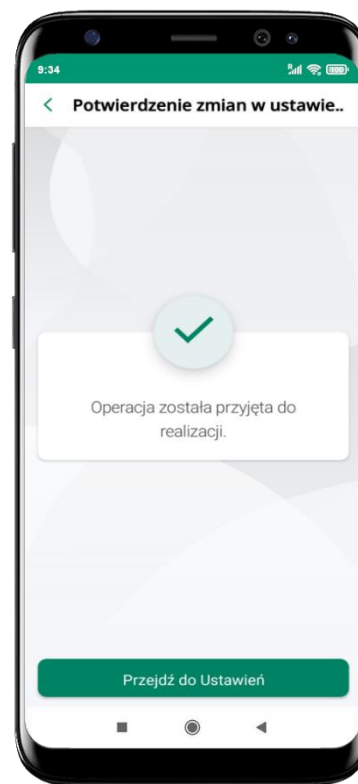 9:34
Potwierdzenie zmian w ustawie..
Operacja została przyjęta do
realizacji.
Przejdź do Ustawień